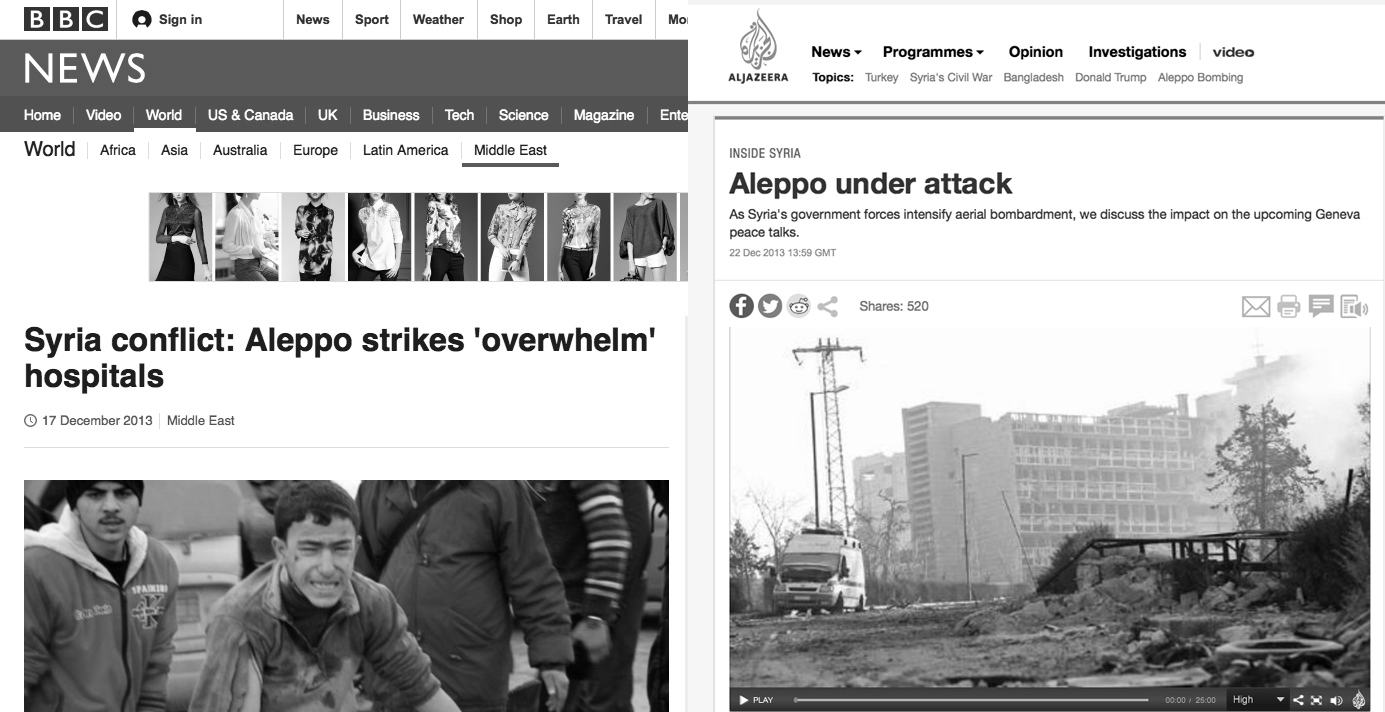 BBC
Sign in
News
Sport
Weather
Shop
Earth
Travel
NEWS
Home
Video
World
US & Canada
UK
Business
Tech
Science
Magazine
World
Africa
Asia
Australia
Europe
Latin America
Middle East
Syria conflict: Aleppo strikes 'overwhelm'
hospitals
17 December 2013
Middle East
SPAIRING
ALJAZEERA
News
Programmes
Opinion
Investigations
video
Topics:
Turkey
Syria's Civil War
Bangladesh
Donald Trump
Aleppo Bombing
INSIDE SYRIA
Aleppo under attack
As Syria's government forces intensify aerial bombardment, we discuss the impact on the upcoming Geneva
peace talks.
22 Dec 2013 13:59 GMT
Shares: 520
PLAY
00:00 / 25:00
High